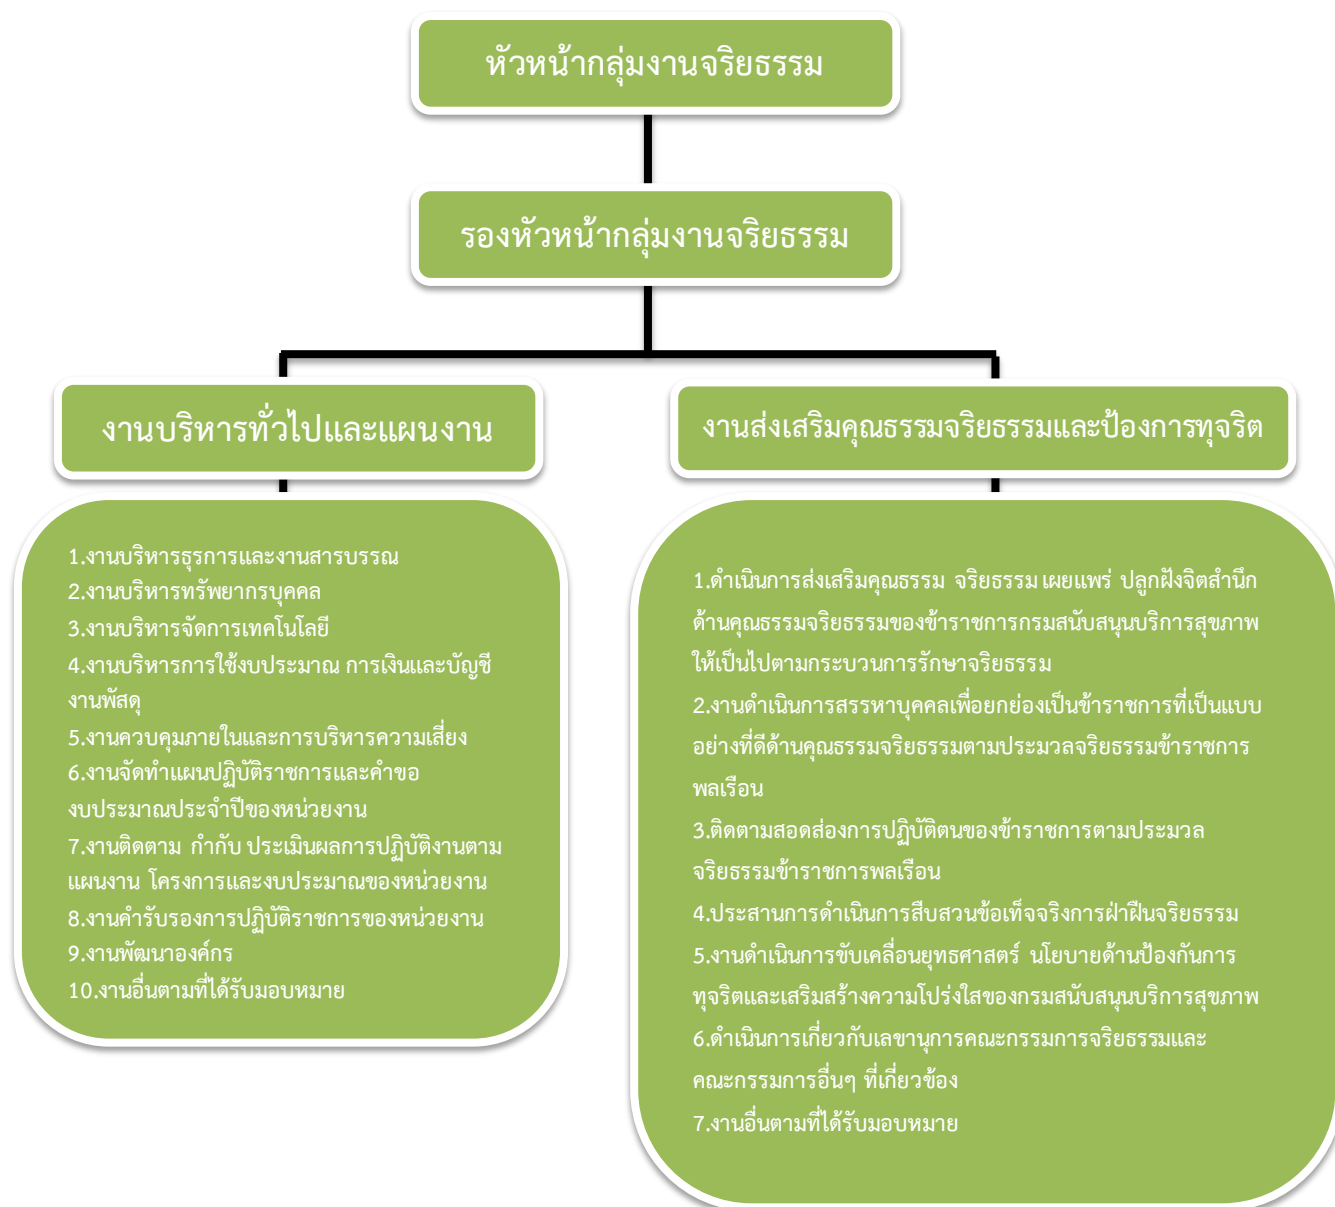 หัวหน้ากลุ่มงานจริยธรรม
รองหัวหน้ากลุ่มงานจริยธรรม
งานบริหารทั่วไปและแผนงาน
1.งานบริหารธุรการและงานสารบรรณ
2.งานบริหารทรัพยากรบุคคล
3.งานบริหารจัดการเทคโนโลยี
4.งานบริหารการใช้งบประมาณ การเงินและบัญชี
งานพัสดุ
5.งานควบคุมภายในและการบริหารความเสี่ยง
6.งานจัดทำแผนปฏิบัติราชการและคำขอ
งบประมาณประจำปีของหน่วยงาน
7.งานติดตาม กำกับ ประเมินผลการปฏิบัติงานตาม
แผนงาน โครงการและงบประมาณของหน่วยงาน
8.งานคำรับรองการปฏิบัติราชการของหน่วยงาน
9.งานพัฒนาองค์กร
10.งานอื่นตามที่ได้รับมอบหมาย
งานส่งเสริมคุณธรรมจริยธรรมและป้องการทุจริต
1.ดำเนินการส่งเสริมคุณธรรม จริยธรรม เผยแพร่ ปลูกฝังจิตสำนึก
ด้านคุณธรรมจริยธรรมของข้าราชการกรมสนับสนุนบริการสุขภาพ
ให้เป็นไปตามกระบวนการรักษาจริยธรรม
2.งานดำเนินการสรรหาบุคคลเพื่อยกย่องเป็นข้าราชการที่เป็นแบบ
อย่างที่ดีด้านคุณธรรมจริยธรรมตามประมวลจริยธรรมข้าราชการ
พลเรือน
3.ติดตามสอดส่องการปฏิบัติตนของข้าราชการตามประมวล
จริยธรรมข้าราชการพลเรือน
4.ประสานการดำเนินการสืบสวนข้อเท็จจริงการฝ่าฝืนจริยธรรม
5.งานดำเนินการขับเคลื่อนยุทธศาสตร์ นโยบายด้านป้องกันการ
ทุจริตและเสริมสร้างความโปร่งใสของกรมสนับสนุนบริการสุขภาพ
6.ดำเนินการเกี่ยวกับเลขานุการคณะกรรมการจริยธรรมและ
คณะกรรมการอื่นๆ ที่เกี่ยวข้อง
7.งานอื่นตามที่ได้รับมอบหมาย